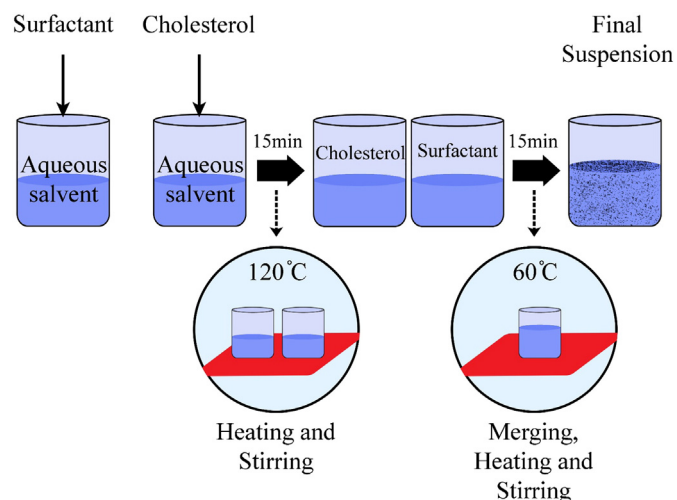 Surfactant
Cholesterol
Final
Suspension
Aqueous
salvent
Aqueous
salvent
15min
Cholesterol
Surfactant
15min
120°C
60°C
Heating and
Stirring
Merging,
Heating and
Stirring